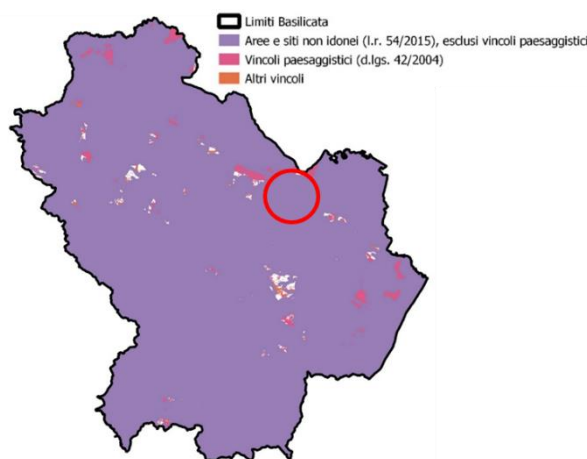 Limiti Basilicata
Aree e siti non idonei (l.r. 54/2015), esclusi vincoli paesaggistici
Vincoli paesaggistici (d.lgs. 42/2004)
Altri vincoli